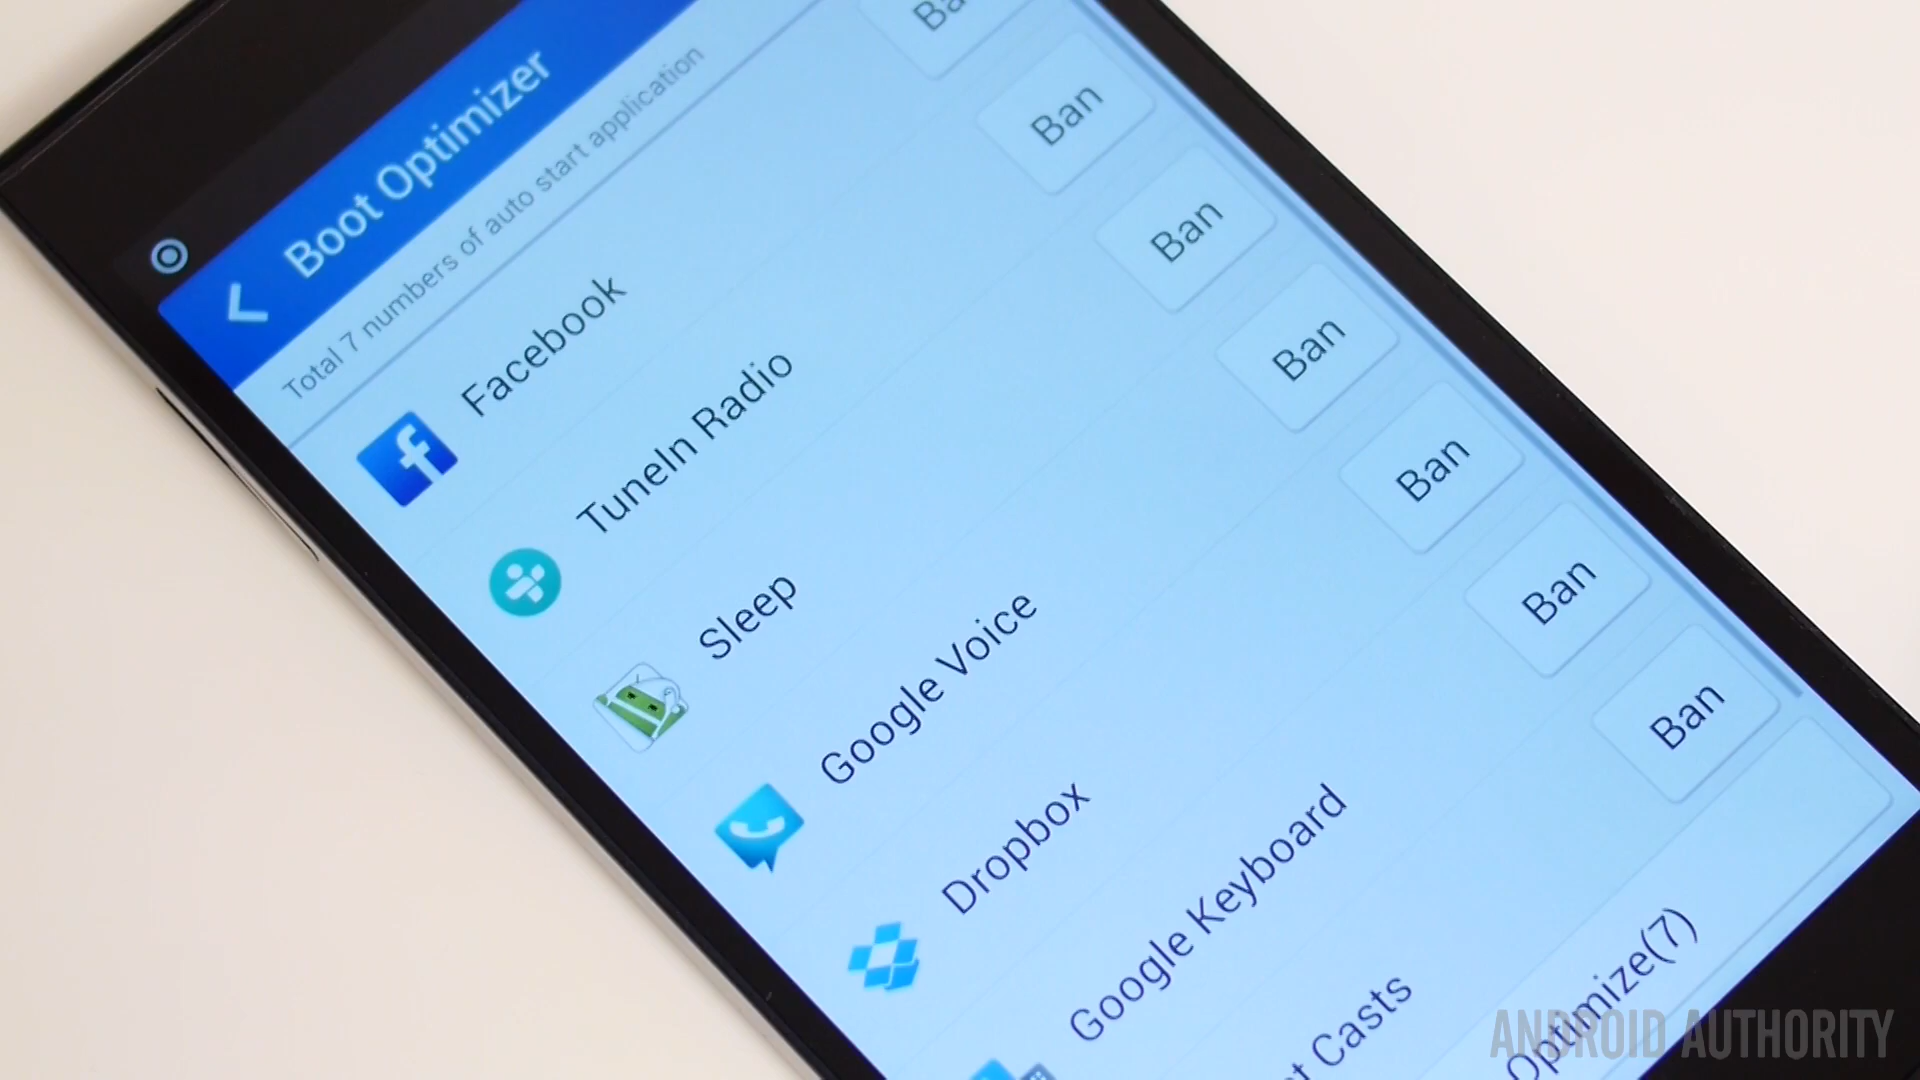 Boot Optimizer
Total 7 numbers of auto start application
Facebook
Ban
TuneIn Radio
Ban
Sleep
Ban
Google Voice
Ban
Dropbox
Ban
Google Keyboard
Ban
Casts
Ban
Optimize(7)
ANDROID AUTHORITY